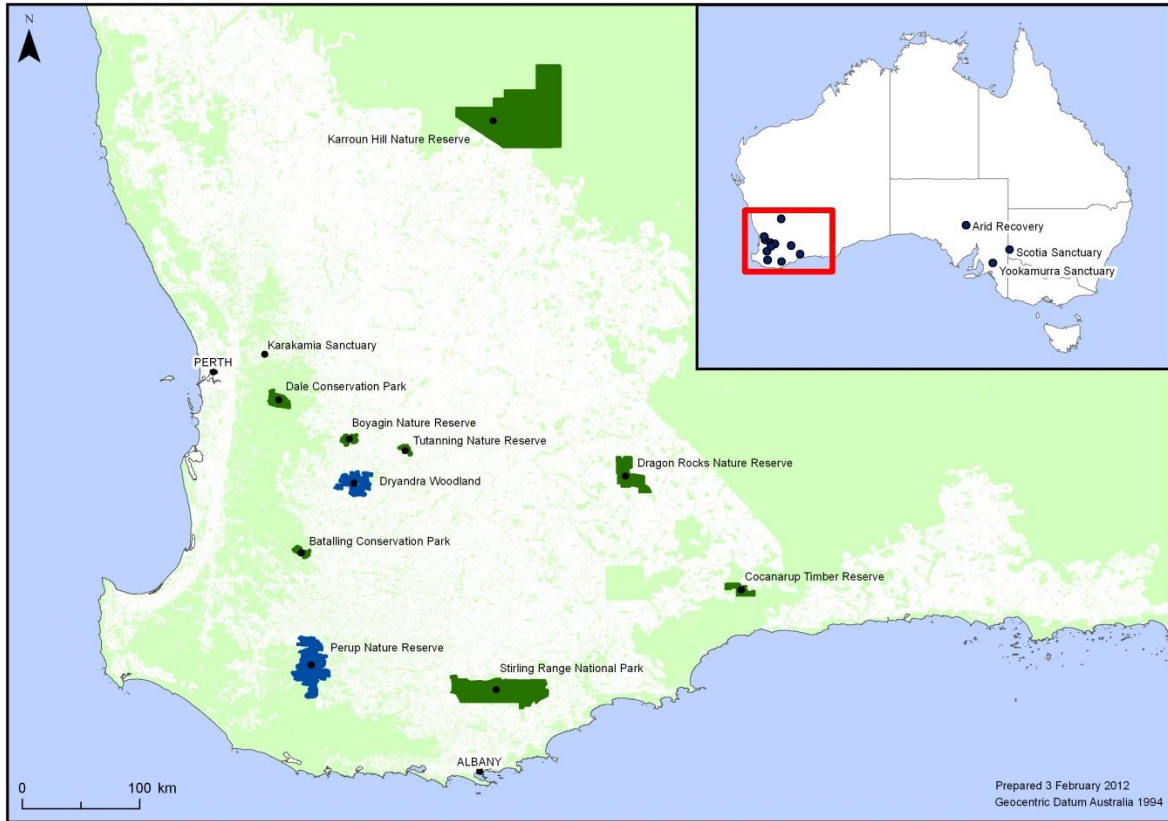 N
Karroun Hill Nature Reserve
Arid Recovery
Scotia Sanctuary
Yookamurra Sanctuary
Karakamia Sanctuary
PERTH
Dale Conservation Park
Boyagin Nature Reserve
Tutanning Nature Reserve
Dragon Rocks Nature Reserve
Dryandra Woodland
Batalling Conservation Park
Cocanarup Timber Reserve
Perup Nature Reserve
Stirling Range National Park
ALBANY
0 100 km
Prepared 3 February 2012
Geocentric Datum Australia 1994